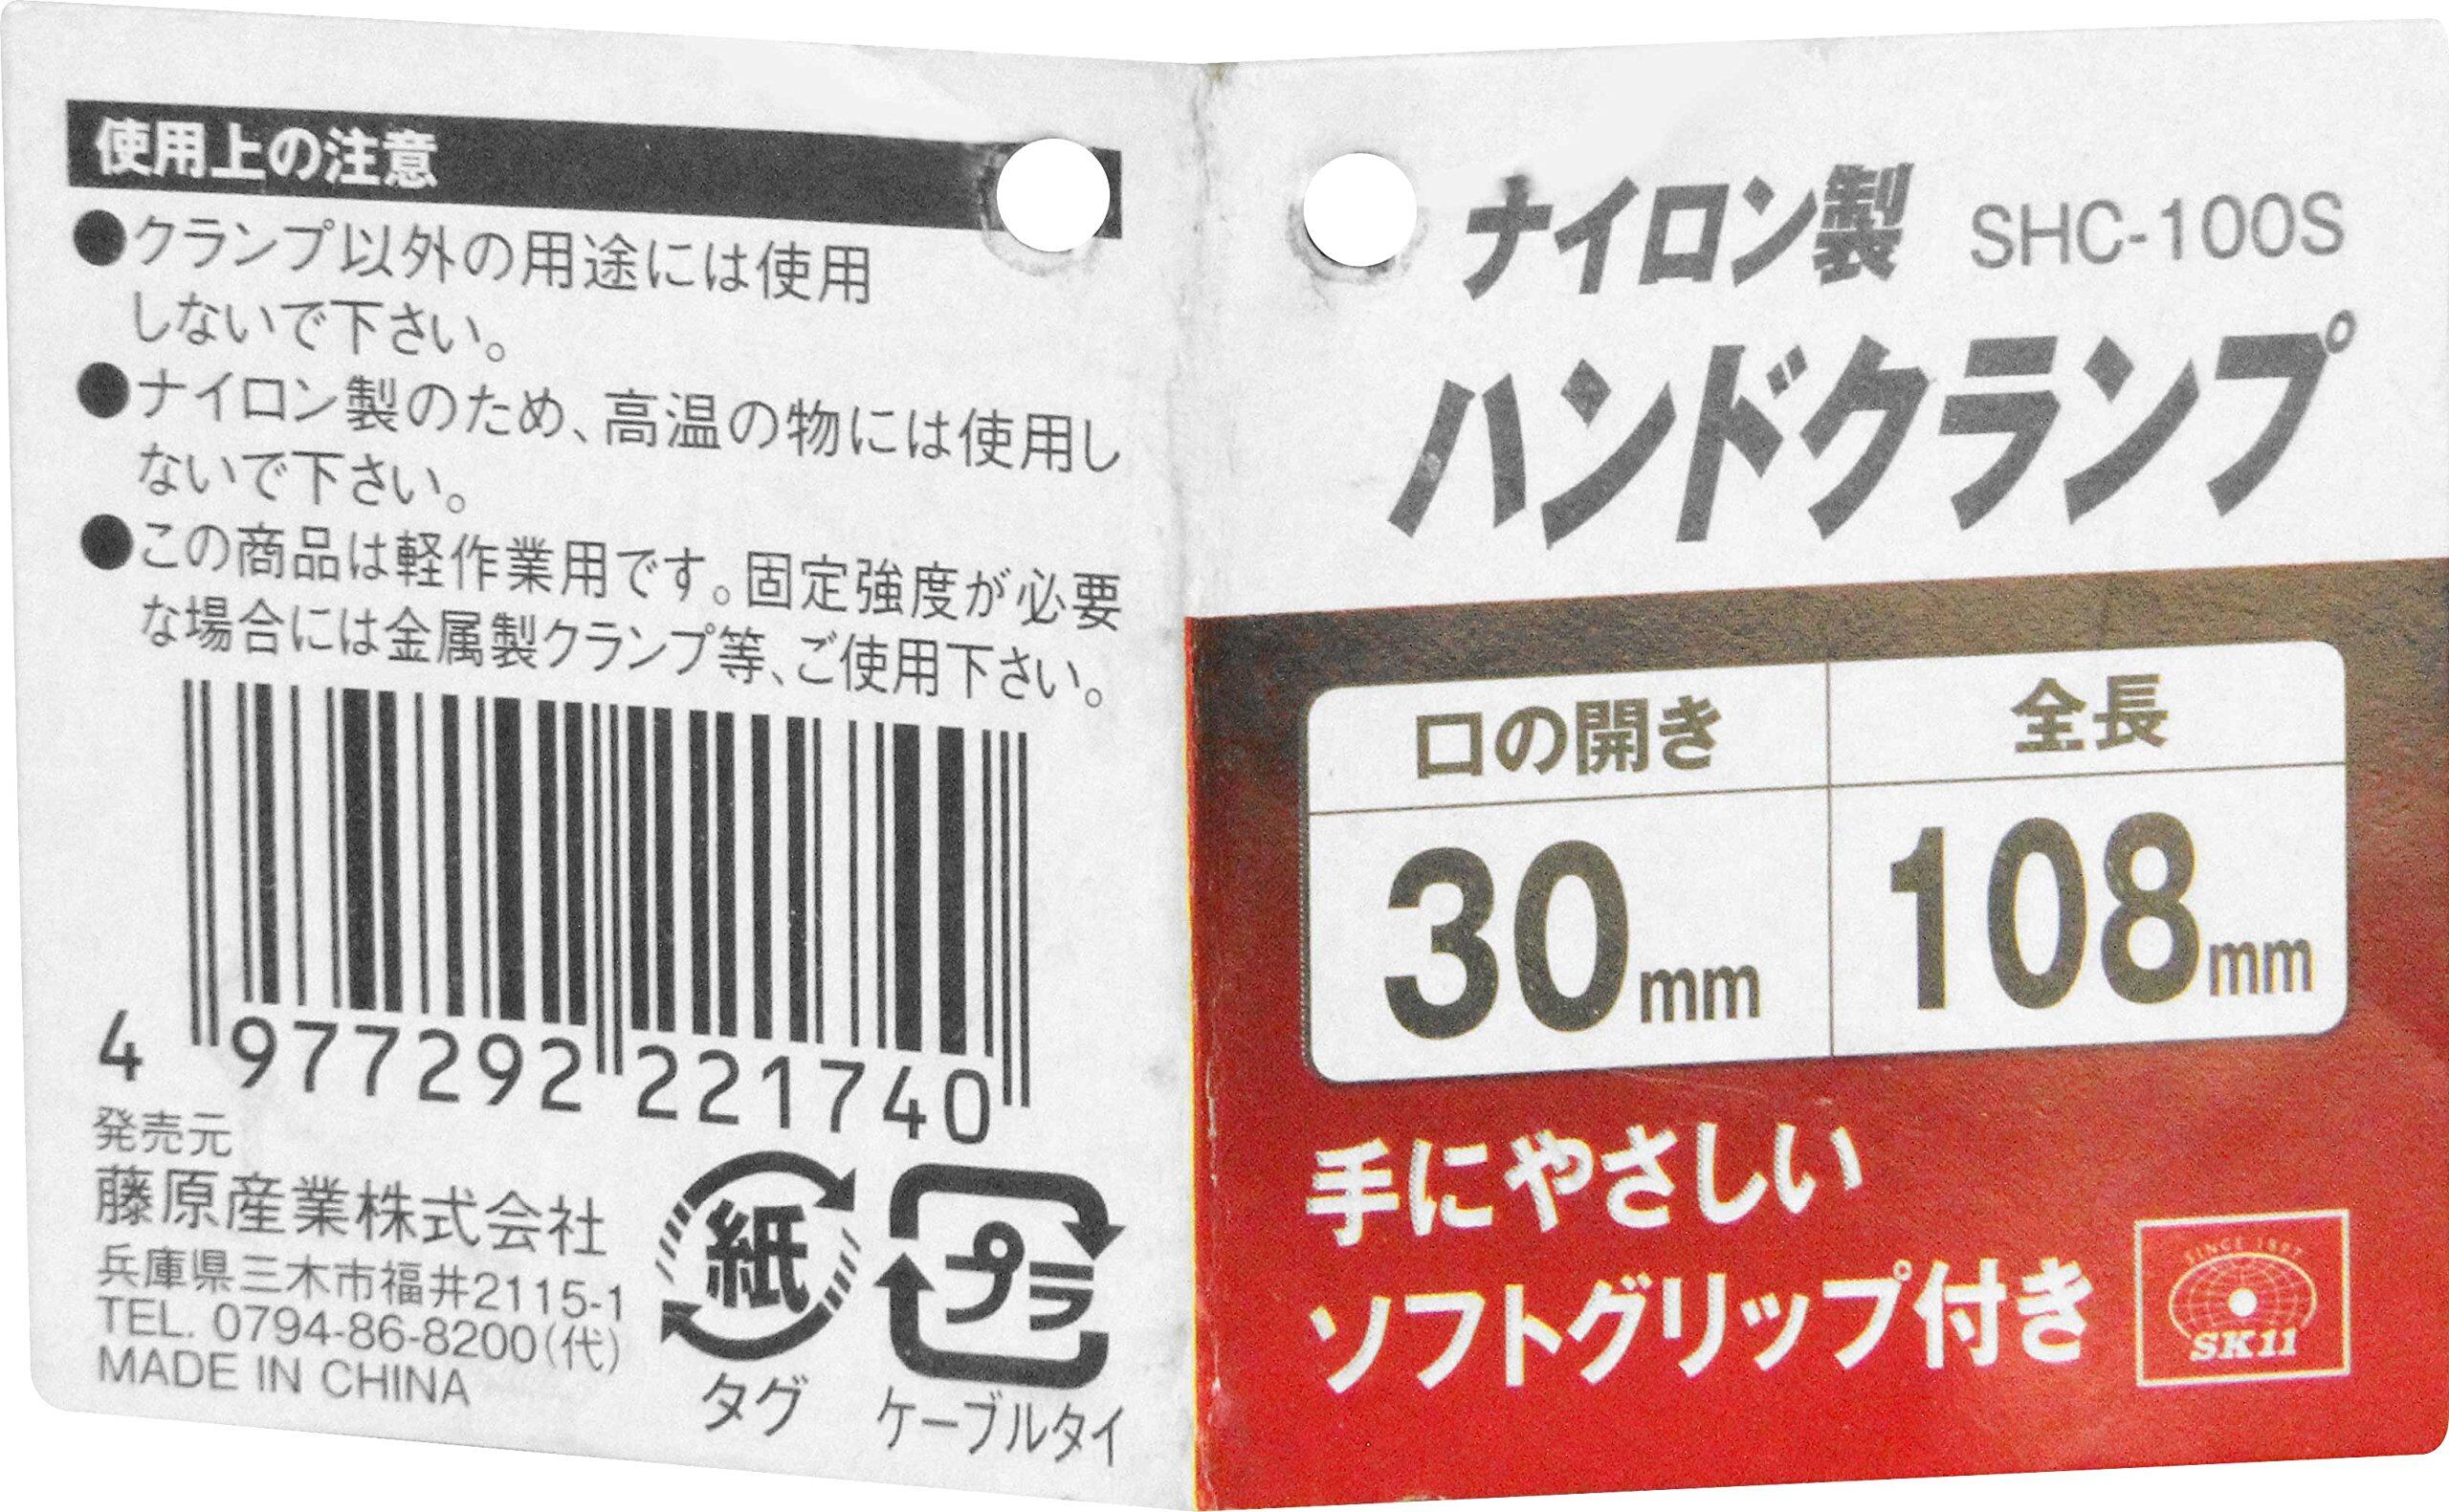 使用上の注意
●クランプ以外の用途には使用
しないで下さい。
●ナイロン製のため、高温の物には使用し
ないで下さい。
●この商品は軽作業用です。固定強度が必要
な場合には金属製クランプ等、ご使用下さい。
4 977292 221740
発売元
藤原産業株式会社
兵庫県三木市福井2115-1
TEL. 0794-86-8200(代)
MADE IN CHINA
紙
タグ
プラ
ケーブルタイ
ナイロン製 SHC-100S
ハンドクランプ
口の開き 全長
30mm 108mm
手にやさしい
ソフトグリップ付き
SK11